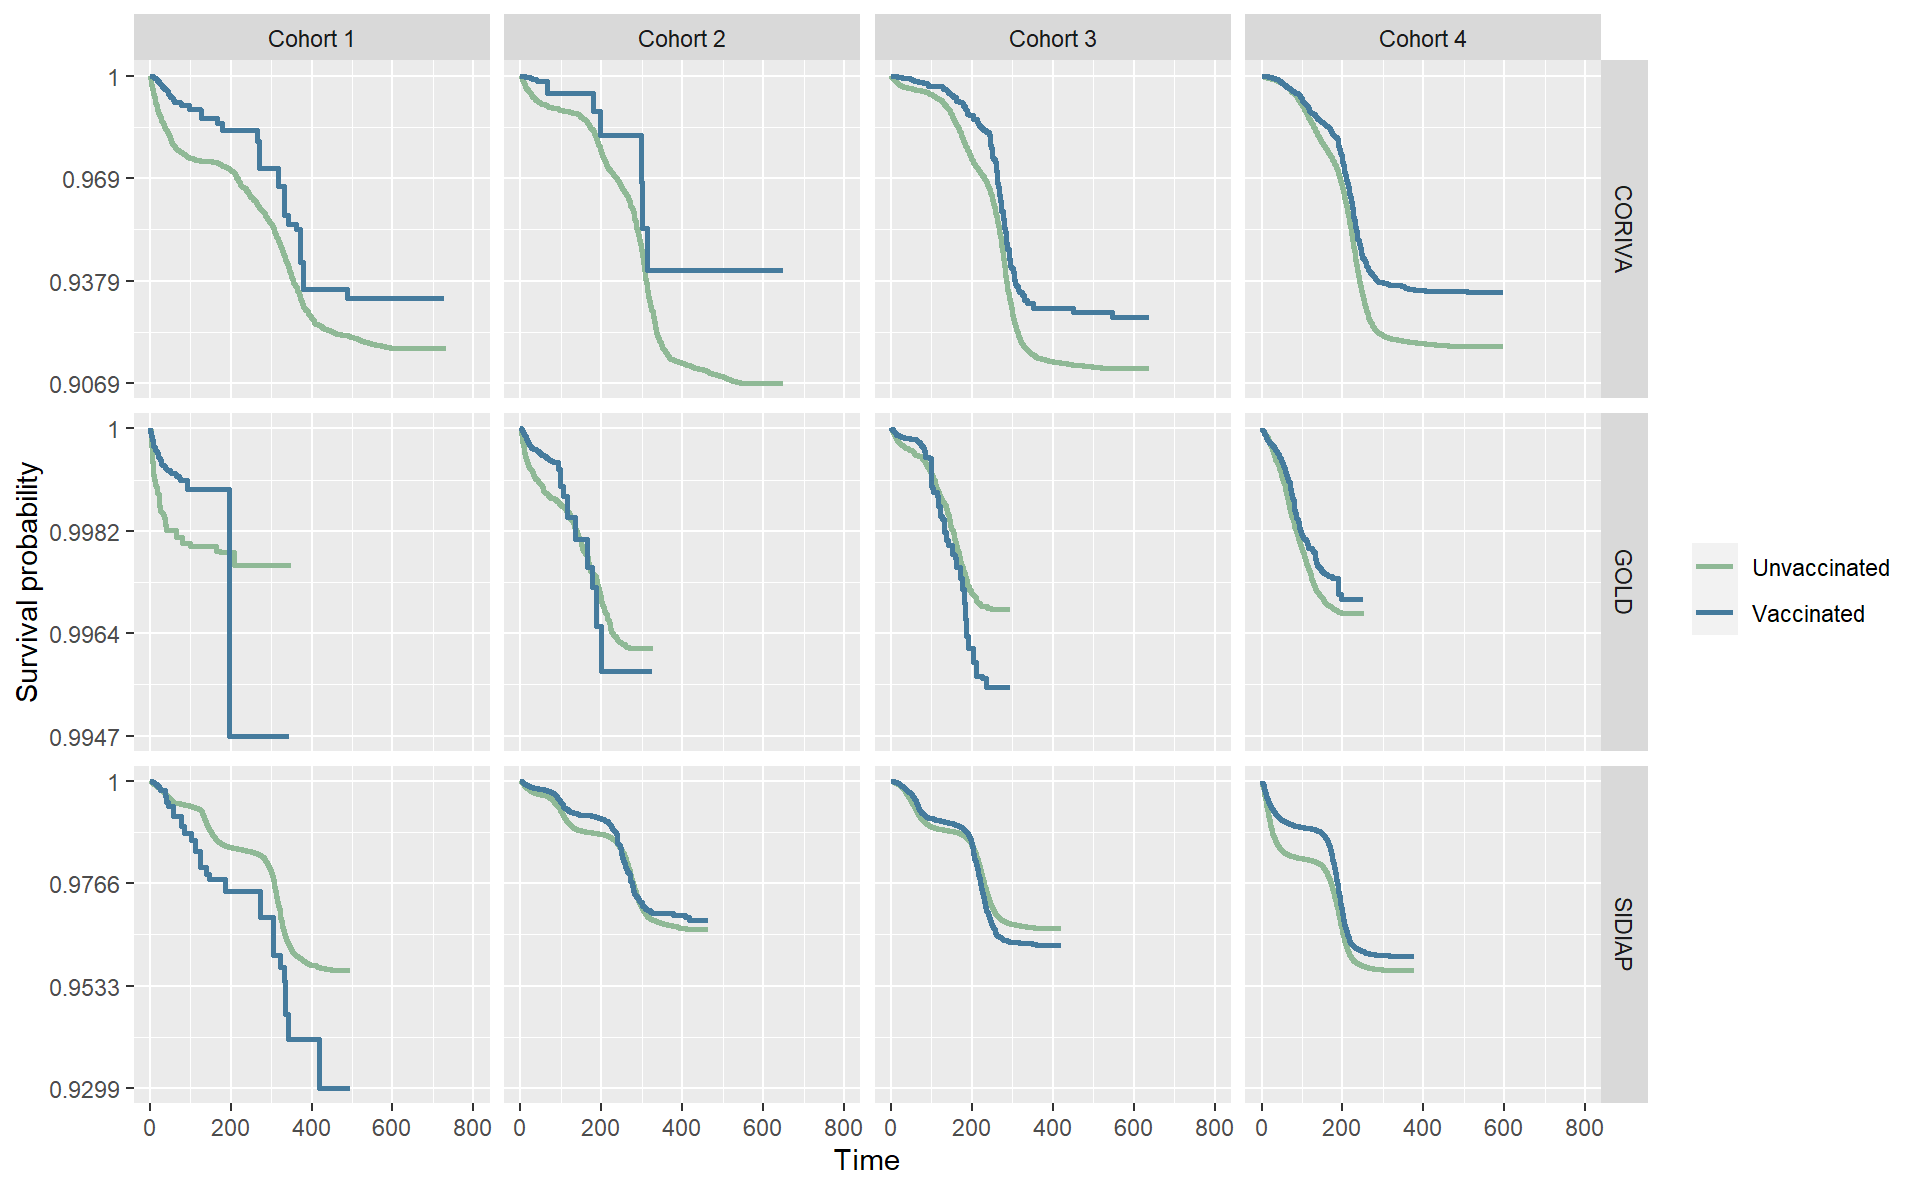 Cohort 1
Cohort 2
Cohort 3
Cohort 4
1
0.969
0.9379
0.9069
CORIVA
1
0.9982
0.9964
0.9947
GOLD
1
0.9766
0.9533
0.9299
SIDIAP
Survival probability
0 200 400 600 800
0 200 400 600 800
0 200 400 600 800
0 200 400 600 800
Time
Unvaccinated
Vaccinated